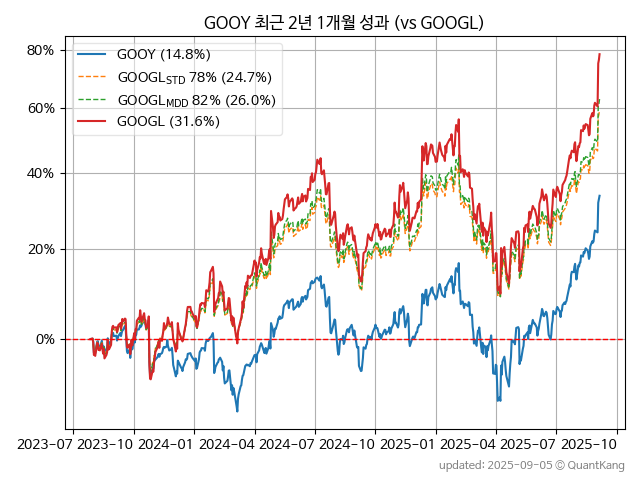 GOOY 최근 2년 1개월 성과 (vs GOOGL)
80%
60%
40%
20%
0%
GOOY (14.8%)
GOOGL_STD 78% (24.7%)
GOOGL_MDD 82% (26.0%)
GOOGL (31.6%)
2023-07 2023-10 2024-01 2024-04 2024-07 2024-10 2025-01 2025-04 2025-07 2025-10
updated: 2025-09-05 © QuantKang